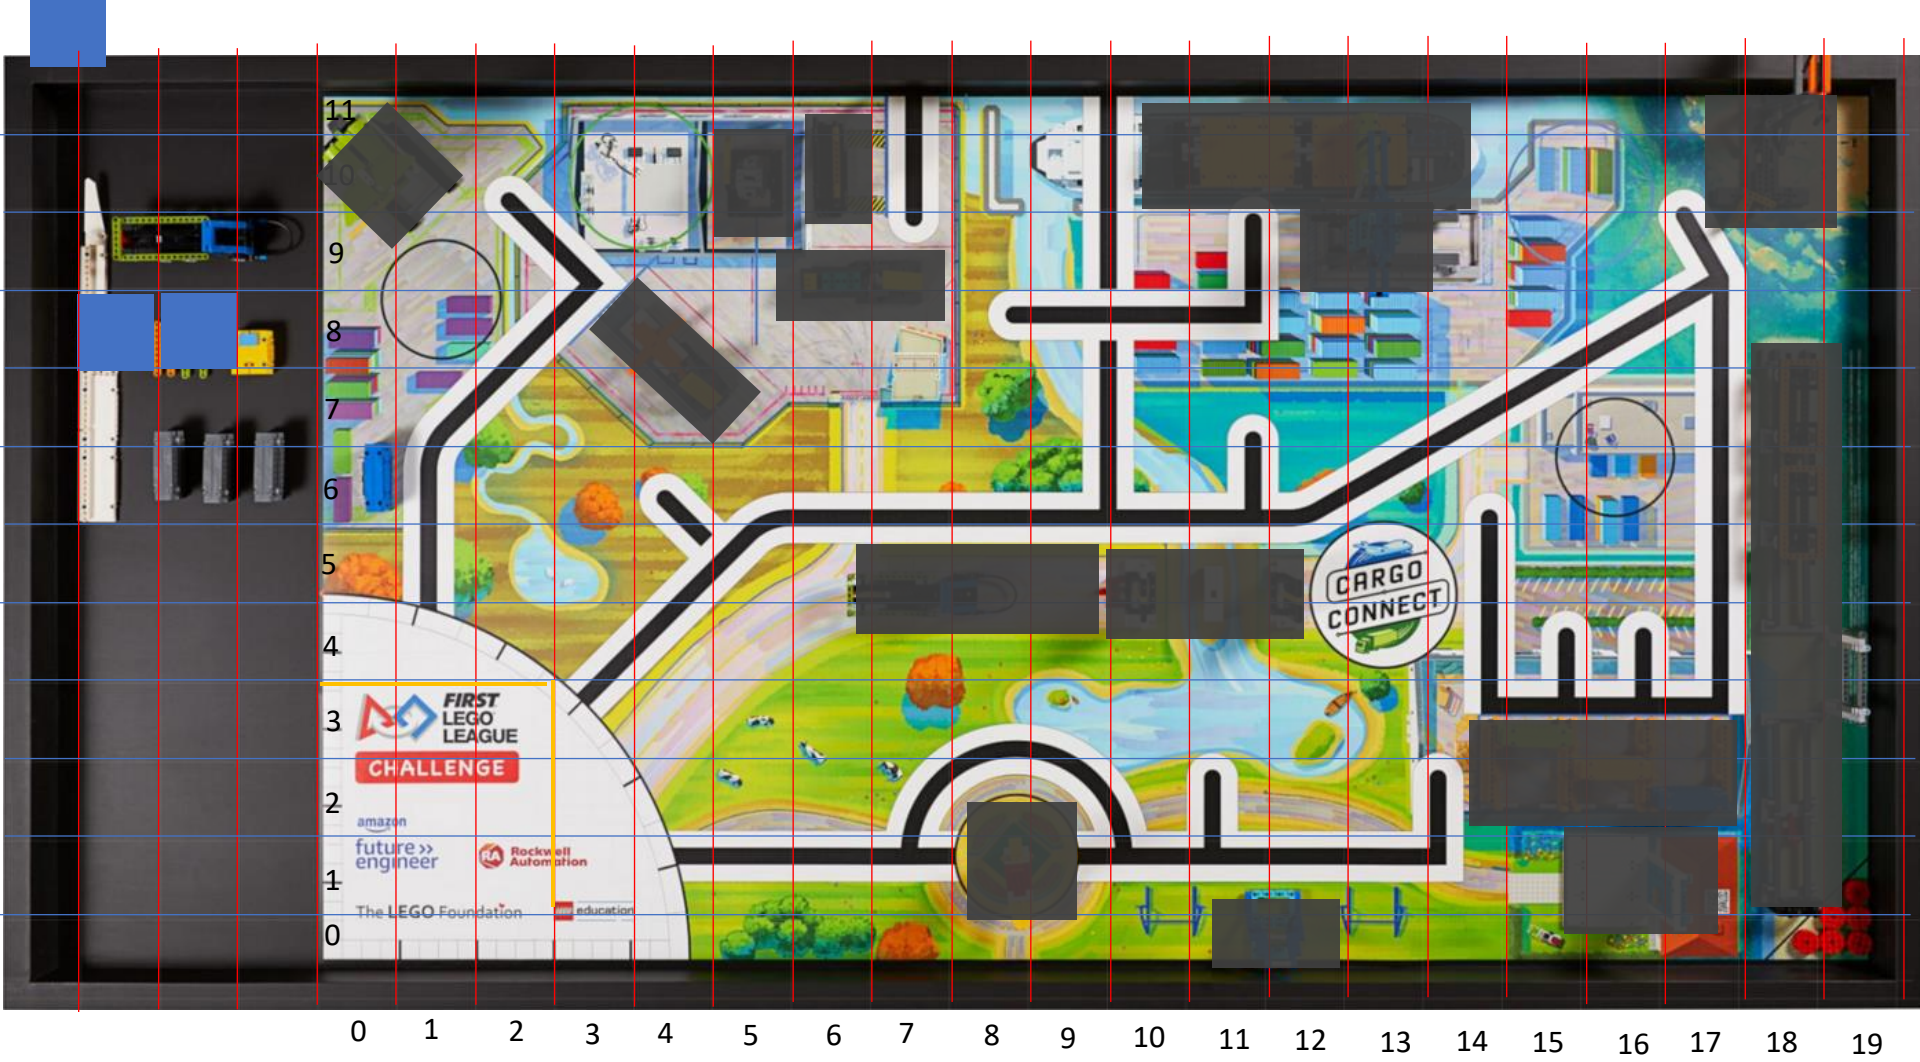 11
10
9
8
7
6
5
4
3
2
1
0
FIRST
LEGO
LEAGUE
CHALLENGE
amazon
future >>
engineer
RA Rockwell
Automation
The LEGO Foundation
education
CARGO
CONNECT
0 1 2 3 4 5 6 7 8 9 10 11 12 13 14 15 16 17 18 19